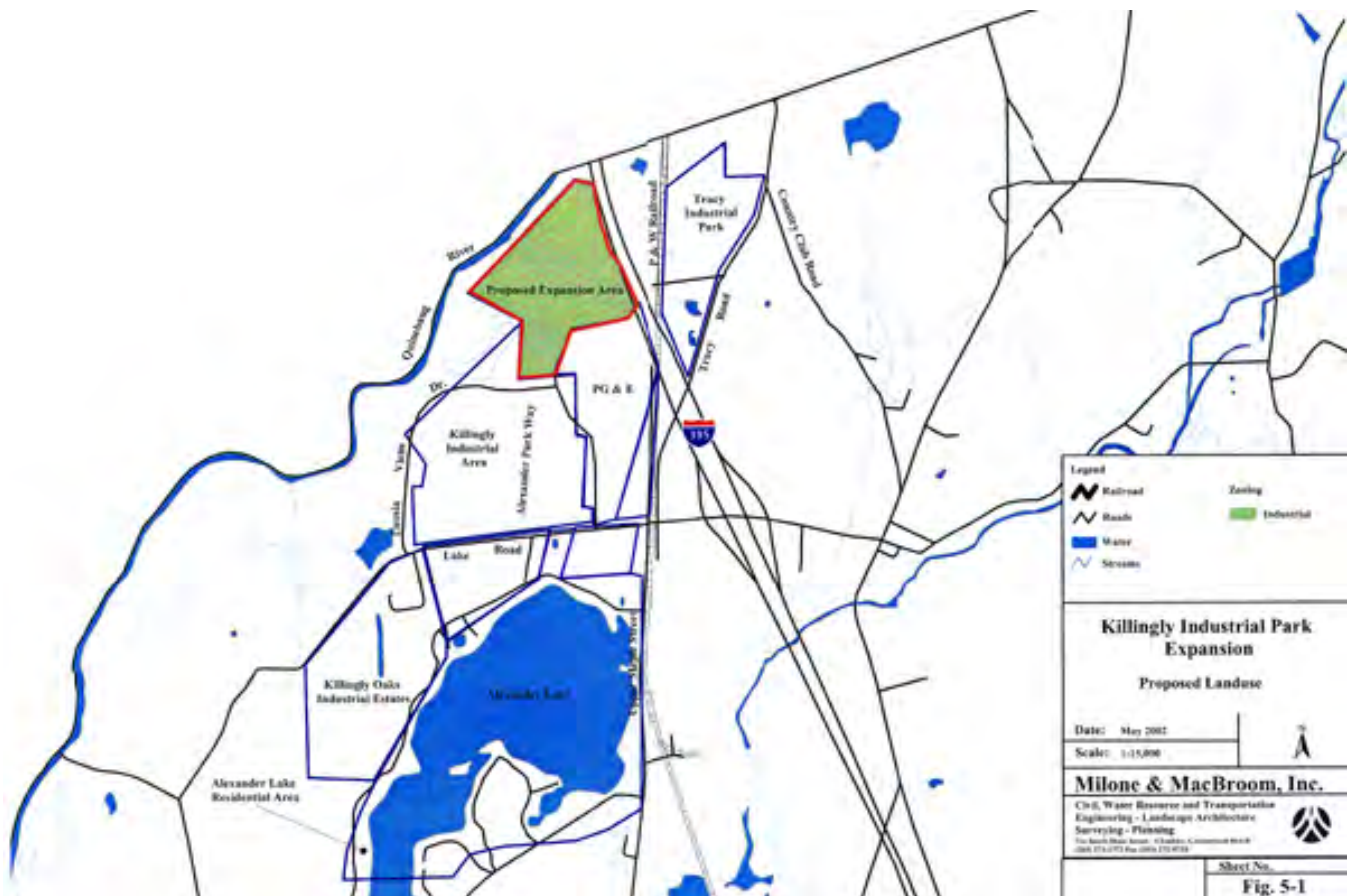 River
Quinebaug
Proposed Expansion Area
P & W Railroad
Tracy
Industrial
Park
Country Club Road
Tracy Road
Dr.
PG & E
Killingly
Industrial
Area
Alexander Park Way
395
Lake Road
Killingly Oaks
Industrial Estates
Alexander Lake
Residential Area
Legend
Railroad
Roads
Water
Streams
Zoning
Industrial
Killingly Industrial Park
Expansion
Proposed Landuse
Date: May 2002
Scale: 1:15,000
N
Milone & MacBroom, Inc.
Civil, Water Resource and Transportation
Engineering - Landscape Architecture
Surveying - Planning
Sheet No.
Fig. 5-1